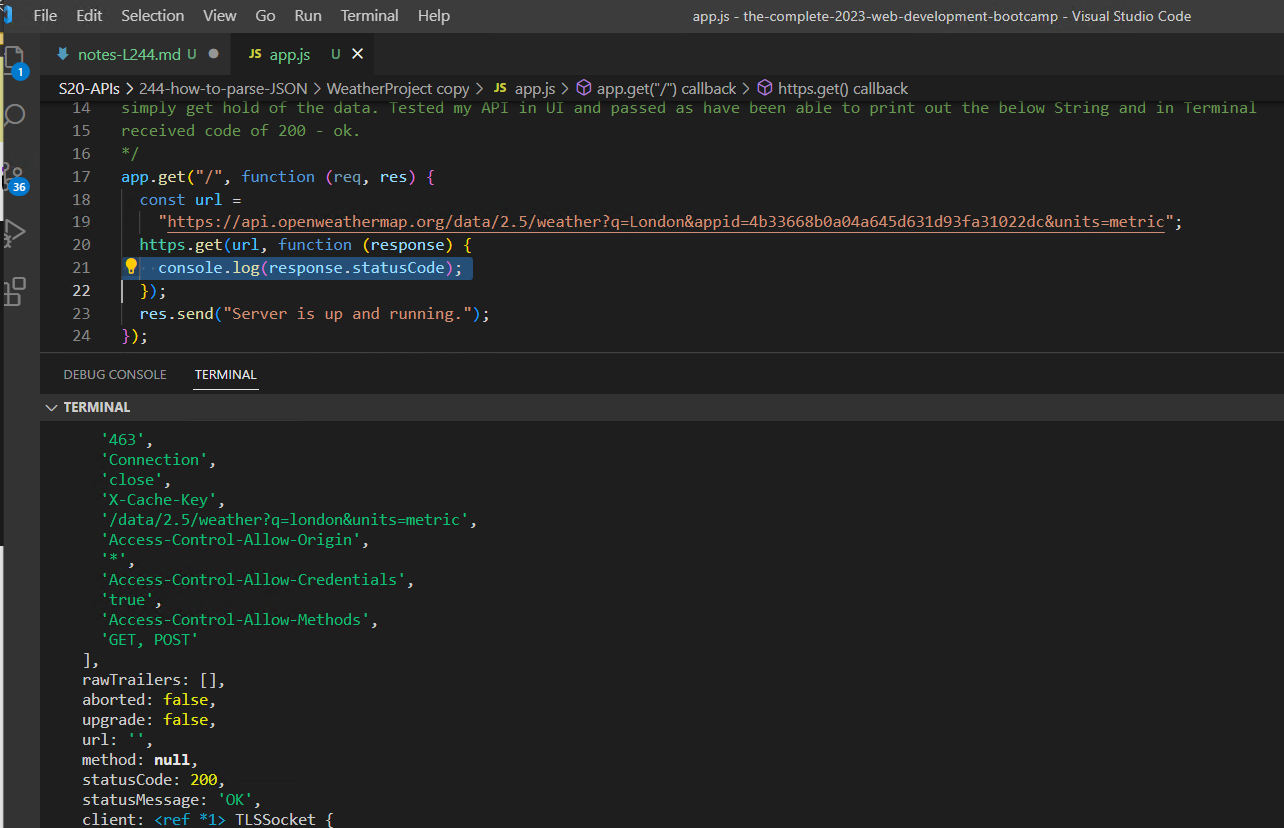 File Edit Selection View Go Run Terminal Help app.js - the-complete-2023-web-development-bootcamp - Visual Studio Code
notes-L244.md U JS app.js U
1
S20-APIs > 244-how-to-parse-JSON > WeatherProject copy > JS app.js > app.get("/") callback > https.get() callback
14 simply get hold of the data. Tested my API in UI and passed as have been able to print out the below String and in Terminal
15 received code of 200 - ok.
16 */
17 app.get("/", function (req, res) {
36
18 const url =
19 "https://api.openweathermap.org/data/2.5/weather?q=London&appid=4b33668b0a04a645d631d93fa31022dc&units=metric";
20 https.get(url, function (response) {
21 console.log(response.statusCode);
22 });
23 res.send("Server is up and running.");
24 });
DEBUG CONSOLE TERMINAL
TERMINAL
'463',
'Connection',
'close',
'X-Cache-Key',
'/data/2.5/weather?q=london&units=metric',
'Access-Control-Allow-Origin',
'*',
'Access-Control-Allow-Credentials',
'true',
'Access-Control-Allow-Methods',
'GET, POST'
],
rawTrailers: [],
aborted: false,
upgrade: false,
url: '',
method: null,
statusCode: 200,
statusMessage: 'OK',
client: <ref *1> TLSSocket {